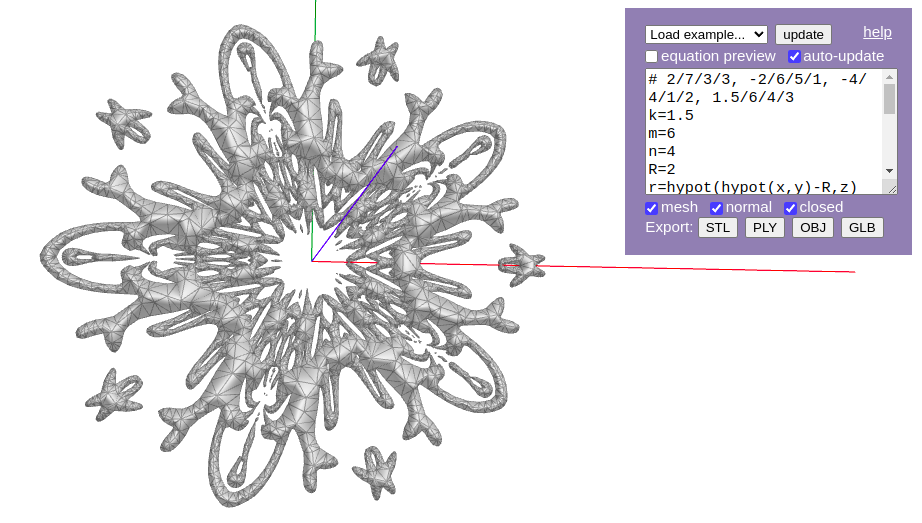 Load example... update help
equation preview auto-update
# 2/7/3/3, -2/6/5/1, -4/
4/1/2, 1.5/6/4/3
k=1.5
m=6
n=4
R=2
r=hypot(hypot(x,y)-R,z)
mesh normal closed
Export: STL PLY OBJ GLB